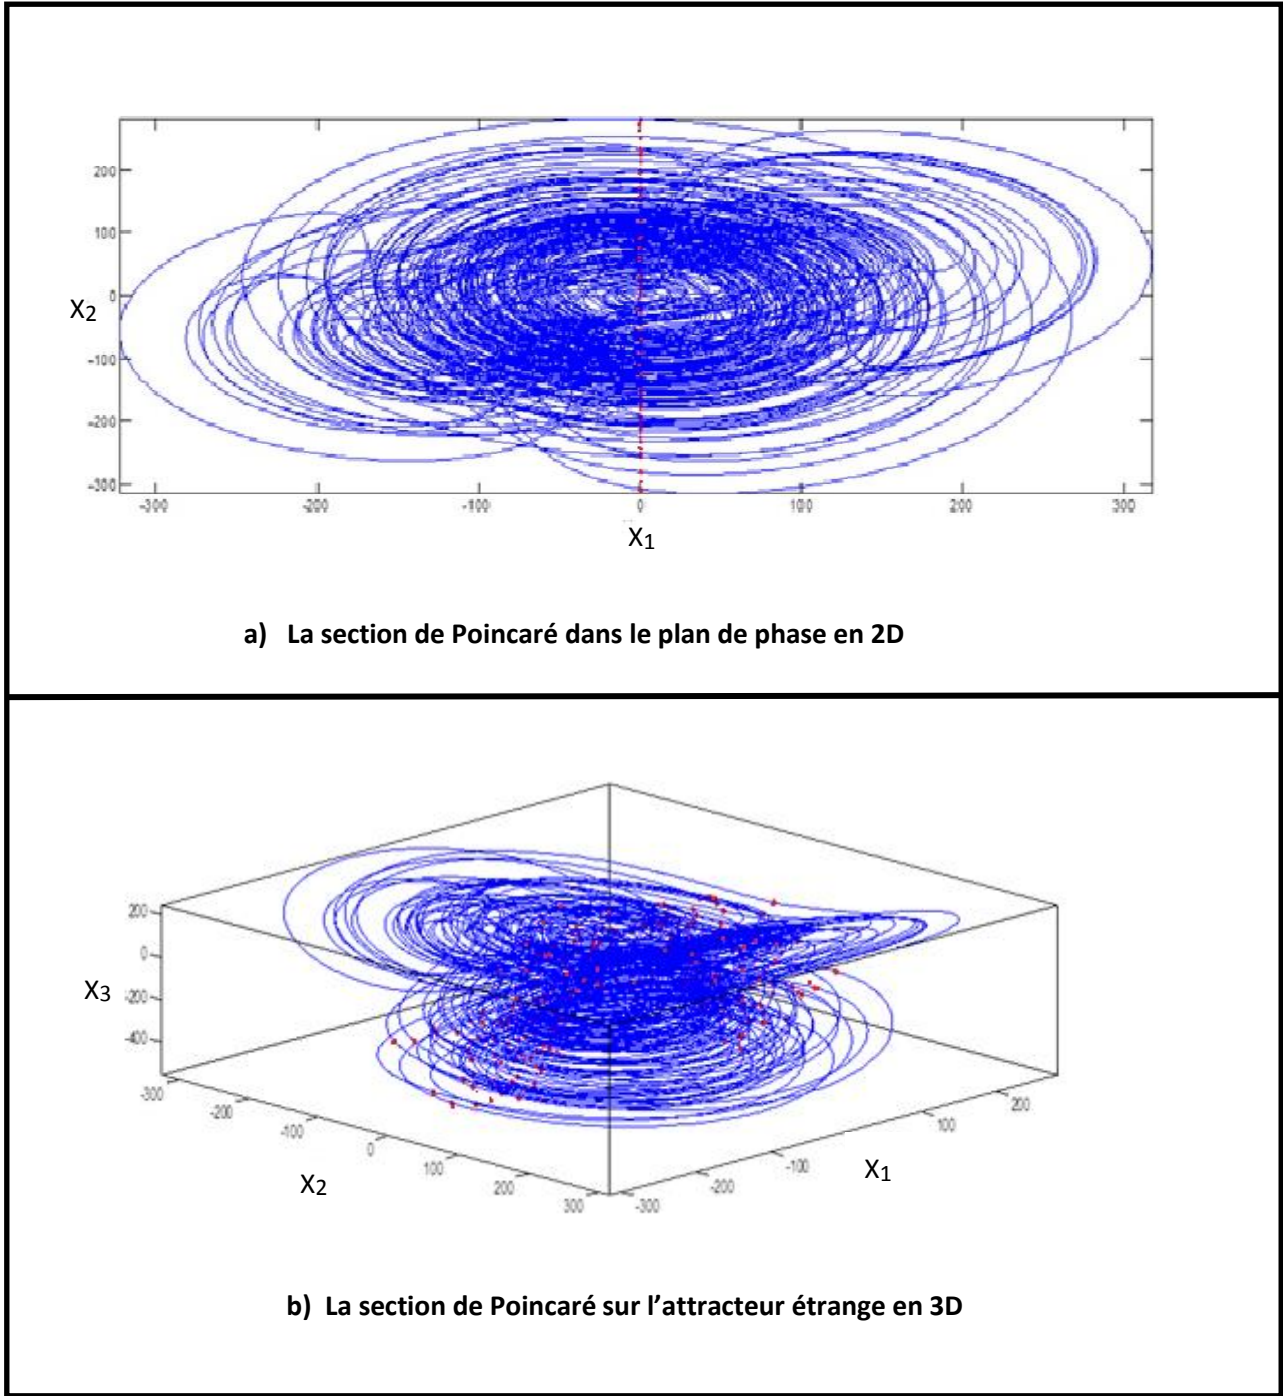 200
100
0
-100
-200
-300
X2
-300 -200 -100 0 100 200 300
X1
a) La section de Poincaré dans le plan de phase en 2D
200
0
-200
-400
X3
-300 -200 -100 0 100 200 300
X2
-300 -200 -100 100 200
X1
b) La section de Poincaré sur l’attracteur étrange en 3D